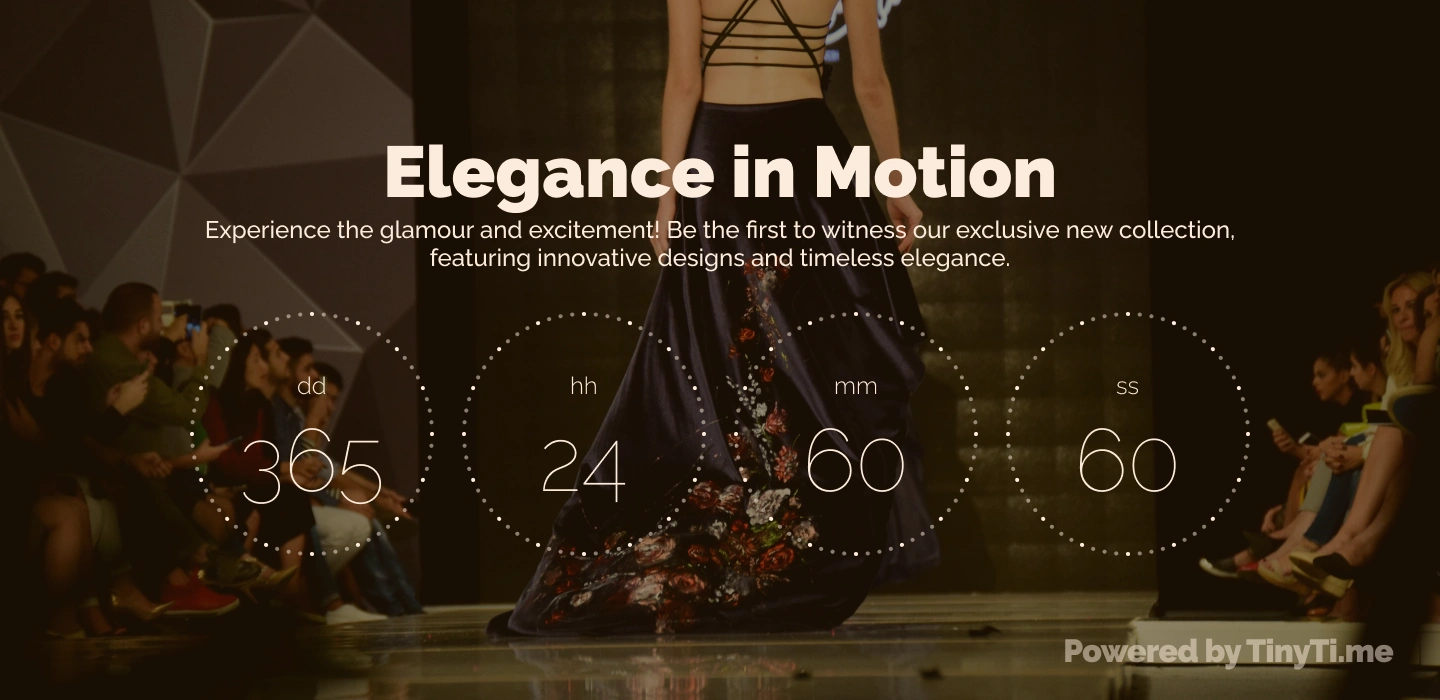 Elegance in Motion
Experience the glamour and excitement! Be the first to witness our exclusive new collection,
featuring innovative designs and timeless elegance.
dd hh mm ss
365 24 60 60
Powered by TinyTi.me